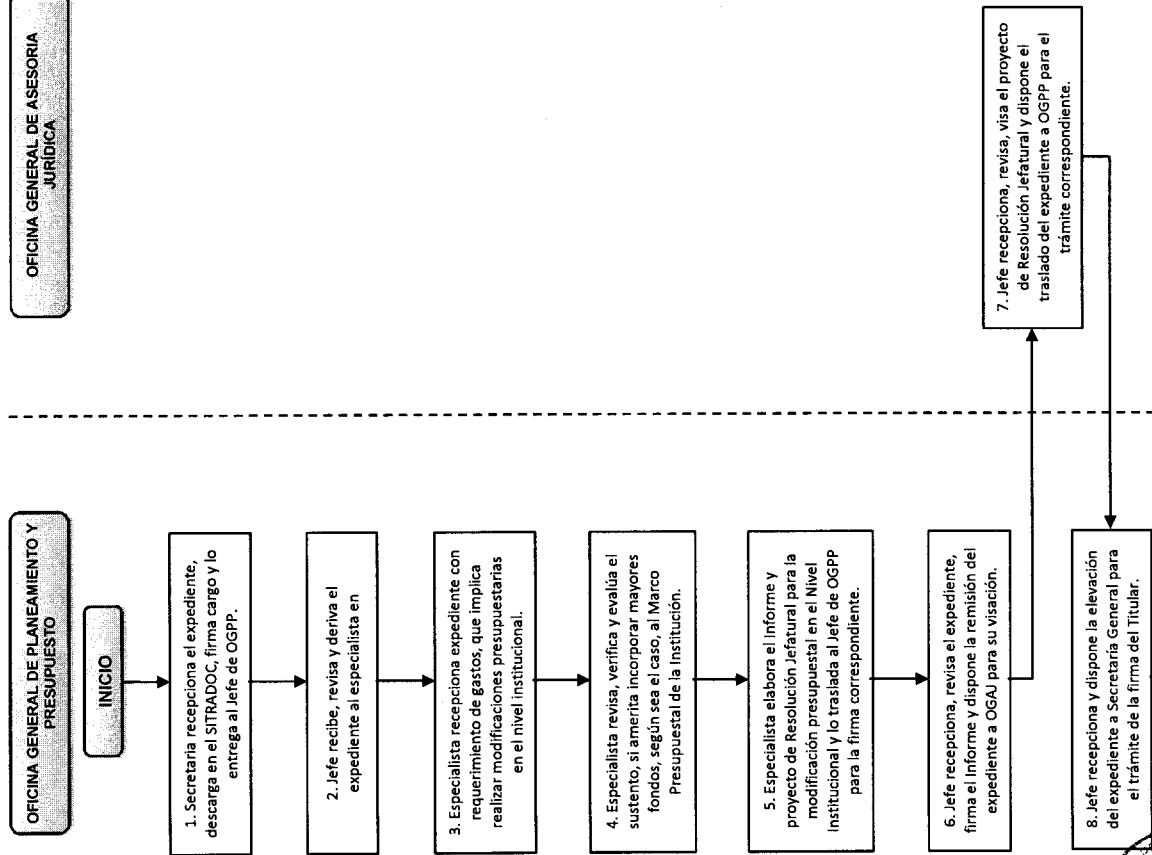 OFICINA GENERAL DE PLANEAMIENTO Y
PRESUPUESTO
OFICINA GENERAL DE ASESORIA
JURÍDICA
INICIO
1. Secretaria recepciona el expediente,
descarga en el SITRADOC, firma cargo y lo
entrega al Jefe de OGPP.
2. Jefe recibe, revisa y deriva el
expediente al especialista en
3. Especialista recepciona expediente con
requerimiento de gastos, que implica
realizar modificaciones presupuestarias
en el nivel institucional.
4. Especialista revisa, verifica y evalúa el
sustento, si amerita incorporar mayores
fondos, según sea el caso, al Marco
Presupuestal de la Institución.
5. Especialista elabora el Informe y
proyecto de Resolución Jefatural para la
modificación presupuestal en el Nivel
Institucional y lo traslada al Jefe de OGPP
para la firma correspondiente.
6. Jefe recepciona, revisa el expediente,
firma el Informe y dispone la remisión del
expediente a OGAJ para su visación.
7. Jefe recepciona, revisa, visa el proyecto
de Resolución Jefatural y dispone el
traslado del expediente a OGPP para el
trámite correspondiente.
8. Jefe recepciona y dispone la elevación
del expediente a Secretaría General para
el trámite de la firma del Titular.